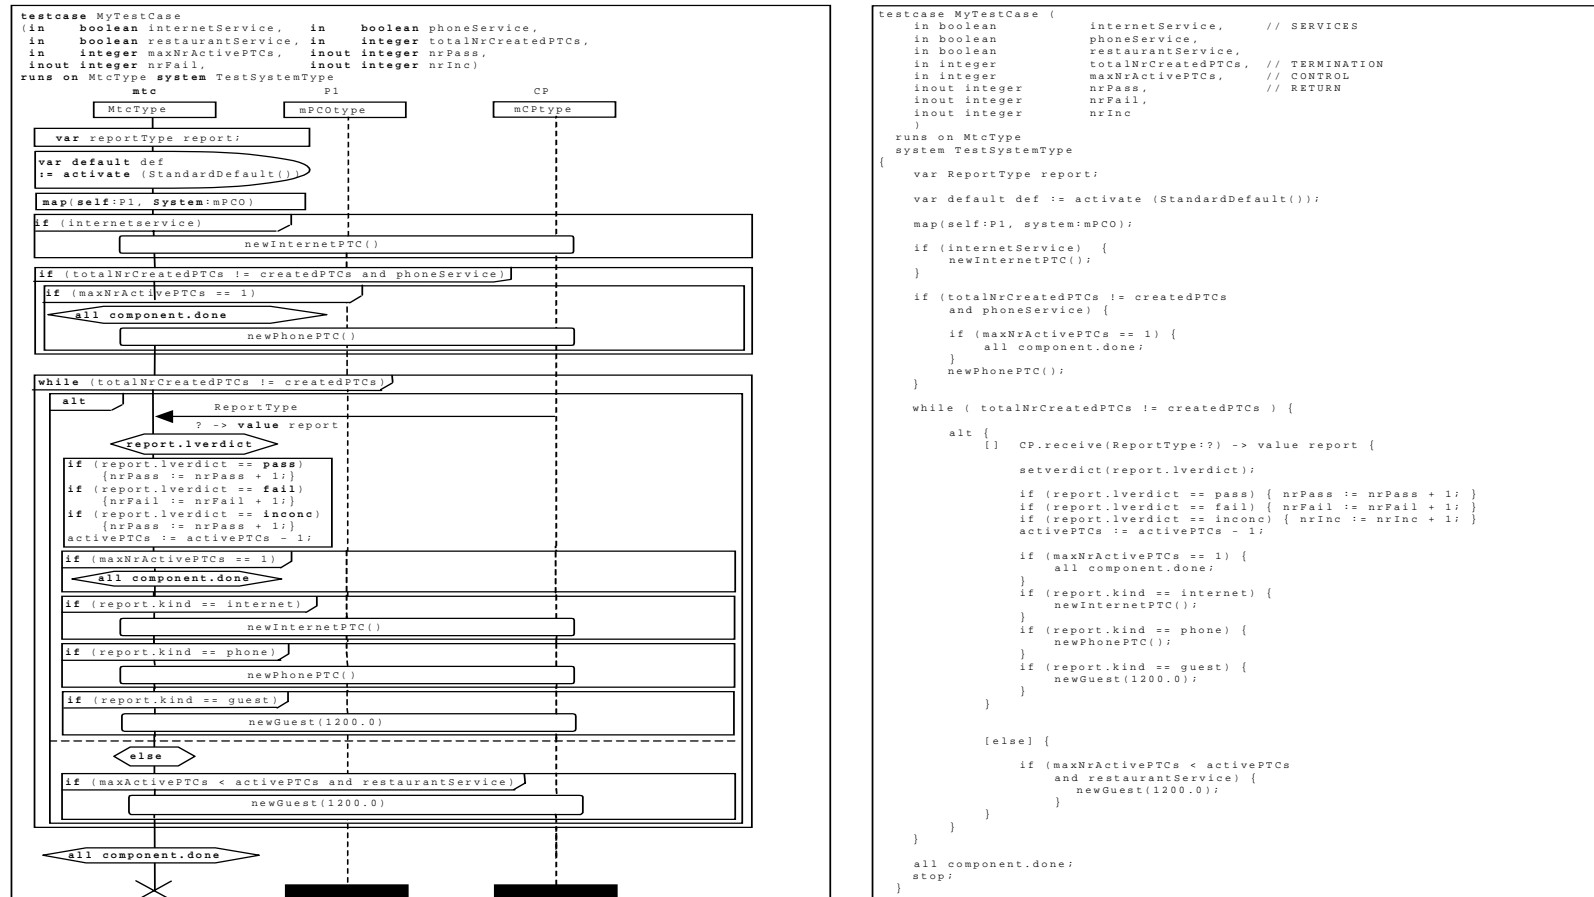 testcase MyTestCase
(in boolean internetService, in boolean phoneService,
in boolean restaurantService, in integer totalNrCreatedPTCs,
in integer maxNrActivePTCs, inout integer nrPass,
inout integer nrFail, inout integer nrInc)
runs on MtcType system TestSystemType
mtc P1 CP
MtcType mPCOtype mCPtype
var reportType report;
var default def
:= activate (StandardDefault())
map(self:P1, System:mPCO)
if (internetservice)
newInternetPTC()
if (totalNrCreatedPTCs != createdPTCs and phoneService)
if (maxNrActivePTCs == 1)
all component.done
newPhonePTC()
while (totalNrCreatedPTCs != createdPTCs)
alt
ReportType
? -> value report
report.lverdict
if (report.lverdict == pass)
{nrPass := nrPass + 1;}
if (report.lverdict == fail)
{nrFail := nrFail + 1;}
if (report.lverdict == inconc)
{nrPass := nrPass + 1;}
activePTCs := activePTCs - 1;
if (maxNrActivePTCs == 1)
all component.done
if (report.kind == internet)
newInternetPTC()
if (report.kind == phone)
newPhonePTC()
if (report.kind == guest)
newGuest(1200.0)
else
if (maxActivePTCs < activePTCs and restaurantService)
newGuest(1200.0)
all component.done
testcase MyTestCase (
in boolean internetService, // SERVICES
in boolean phoneService,
in boolean restaurantService,
in integer totalNrCreatedPTCs, // TERMINATION
in integer maxNrActivePTCs, // CONTROL
inout integer nrPass, // RETURN
inout integer nrFail,
inout integer nrInc
)
runs on MtcType
system TestSystemType
{
var ReportType report;
var default def := activate (StandardDefault());
map(self:P1, system:mPCO);
if (internetService) {
newInternetPTC();
}
if (totalNrCreatedPTCs != createdPTCs
and phoneService) {
if (maxNrActivePTCs == 1) {
all component.done;
}
newPhonePTC();
}
while ( totalNrCreatedPTCs != createdPTCs ) {
alt {
[] CP.receive(ReportType:?) -> value report {
setverdict(report.lverdict);
if (report.lverdict == pass) { nrPass := nrPass + 1; }
if (report.lverdict == fail) { nrFail := nrFail + 1; }
if (report.lverdict == inconc) { nrInc := nrInc + 1; }
activePTCs := activePTCs - 1;
if (maxNrActivePTCs == 1) {
all component.done;
}
if (report.kind == internet) {
newInternetPTC();
}
if (report.kind == phone) {
newPhonePTC();
}
if (report.kind == guest) {
newGuest(1200.0);
}
}
[else] {
if (maxNrActivePTCs < activePTCs
and restaurantService) {
newGuest(1200.0);
}
}
}
}
all component.done;
stop;
}